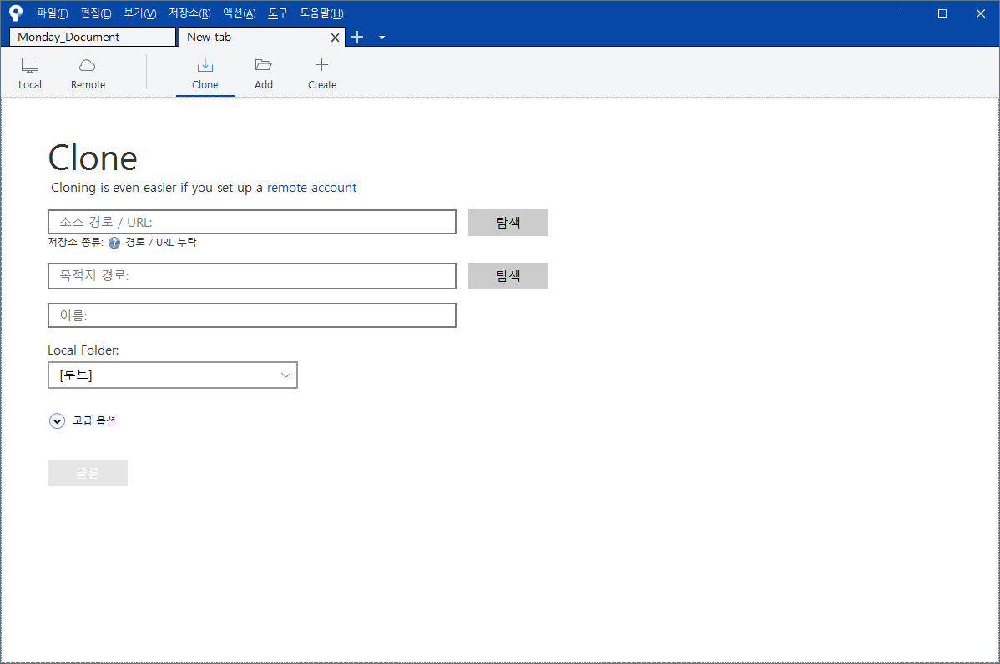 파일(F) 편집(E) 보기(V) 저장소(R) 액션(A) 도구 도움말(H)
Monday_Document New tab
Local Remote Clone Add Create
Clone
Cloning is even easier if you set up a remote account
소스 경로 / URL: 탐색
저장소 종류: ? 경로 / URL 누락
목적지 경로: 탐색
이름:
Local Folder:
[루트]
고급 옵션
클론